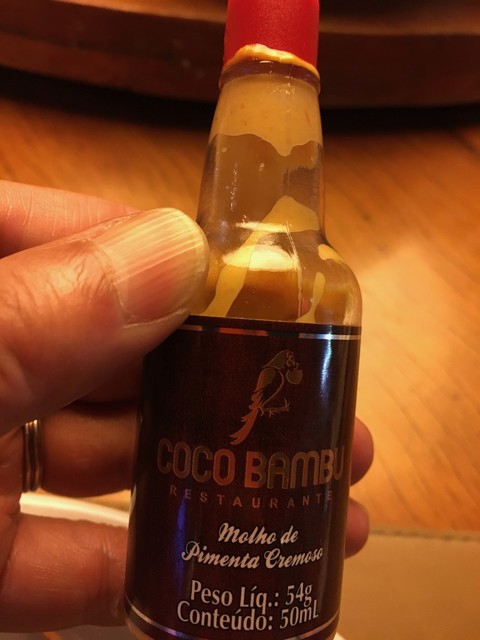 COCO BAMBU
RESTAURANTE
Molho de
Pimenta Cremoso
Peso Líq.: 54g
Conteúdo: 50mL